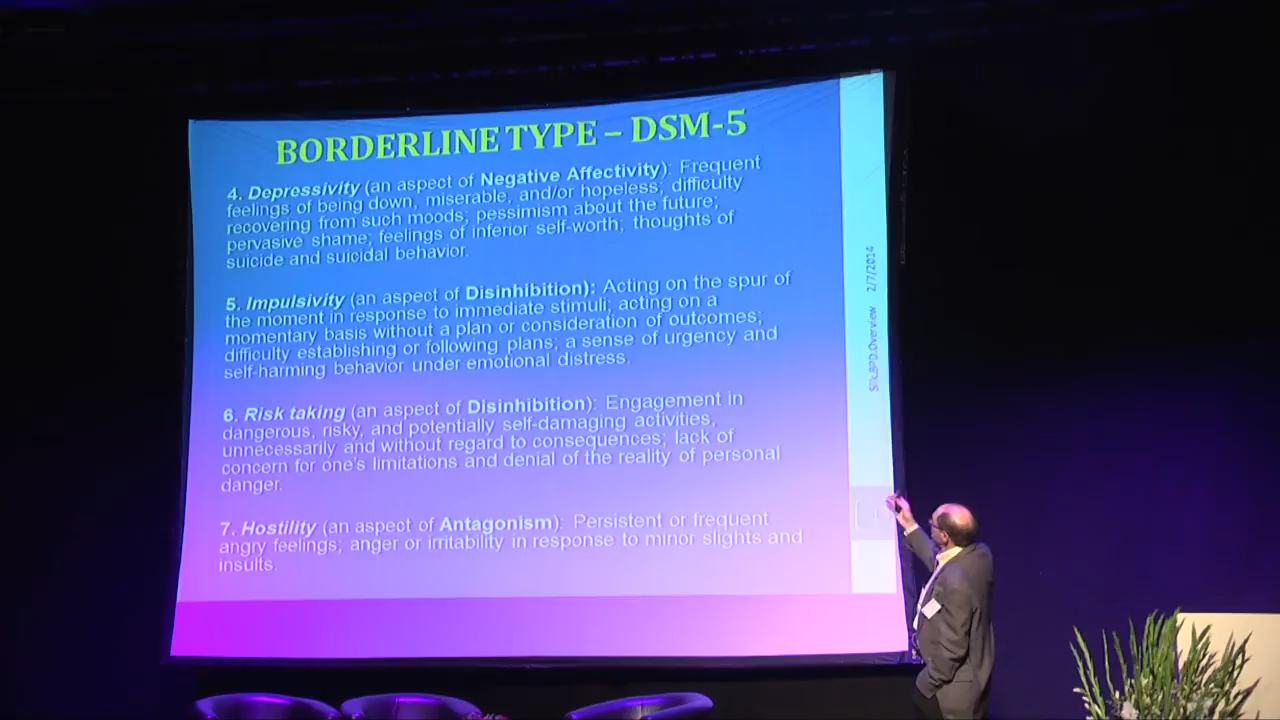 BORDERLINE TYPE – DSM-5
4. Depressivity (an aspect of Negative Affectivity): Frequent
feelings of being down, miserable, and/or hopeless; difficulty
recovering from such moods; pessimism about the future;
pervasive shame; feelings of inferior self-worth; thoughts of
suicide and suicidal behavior.
5. Impulsivity (an aspect of Disinhibition): Acting on the spur of
the moment in response to immediate stimuli; acting on a
momentary basis without a plan or consideration of outcomes;
difficulty establishing or following plans; a sense of urgency and
self-harming behavior under emotional distress.
6. Risk taking (an aspect of Disinhibition): Engagement in
dangerous, risky, and potentially self-damaging activities,
unnecessarily and without regard to consequences; lack of
concern for one's limitations and denial of the reality of personal
danger.
7. Hostility (an aspect of Antagonism): Persistent or frequent
angry feelings; anger or irritability in response to minor slights and
insults.
Silk.BPD.Overview 2/7/2014